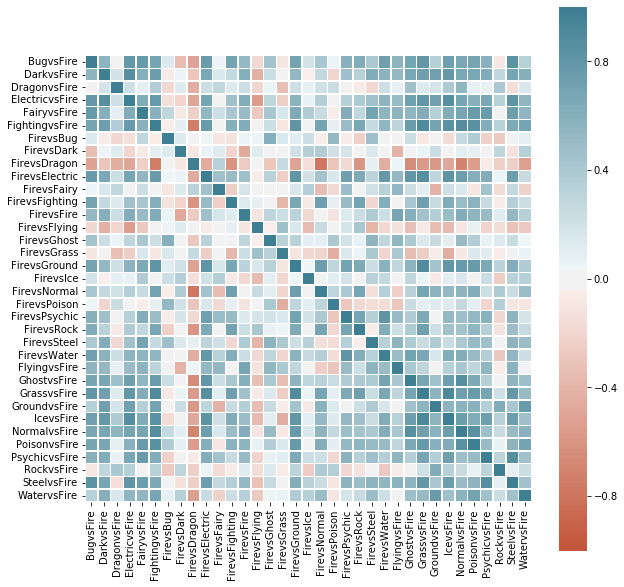 BugvsFire
DarkvsFire
DragonvsFire
ElectricvsFire
FairyvsFire
FightingvsFire
FirevsBug
FirevsDark
FirevsDragon
FirevsElectric
FirevsFairy
FirevsFighting
FirevsFire
FirevsFlying
FirevsGhost
FirevsGrass
FirevsGround
FirevsIce
FirevsNormal
FirevsPoison
FirevsPsychic
FirevsRock
FirevsSteel
FirevsWater
FlyingvsFire
GhostvsFire
GrassvsFire
GroundvsFire
IcevsFire
NormalvsFire
PoisonvsFire
PsychicvsFire
RockvsFire
SteelvsFire
WatervsFire
BugvsFire
DarkvsFire
DragonvsFire
ElectricvsFire
FairyvsFire
FightingvsFire
FirevsBug
FirevsDark
FirevsDragon
FirevsElectric
FirevsFairy
FirevsFighting
FirevsFire
FirevsFlying
FirevsGhost
FirevsGrass
FirevsGround
FirevsIce
FirevsNormal
FirevsPoison
FirevsPsychic
FirevsRock
FirevsSteel
FirevsWater
FlyingvsFire
GhostvsFire
GrassvsFire
GroundvsFire
IcevsFire
NormalvsFire
PoisonvsFire
PsychicvsFire
RockvsFire
SteelvsFire
WatervsFire
0.8
0.4
0.0
−0.4
−0.8